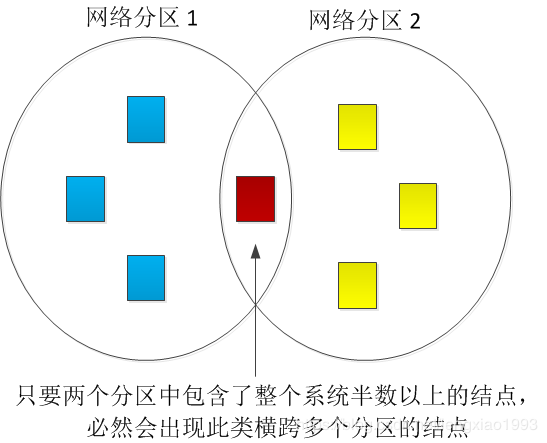 网络分区 1
网络分区 2
只要两个分区中包含了整个系统半数以上的结点，
必然会出现此类横跨多个分区的结点